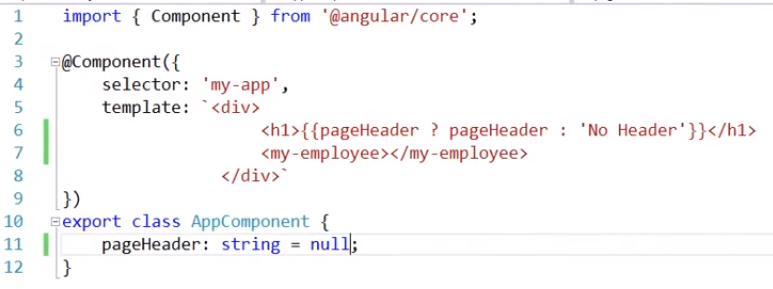 1 import { Component } from '@angular/core';
2
3 @Component({
4     selector: 'my-app',
5     template: `<div>
6                     <h1>{{pageHeader ? pageHeader : 'No Header'}}</h1>
7                     <my-employee></my-employee>
8                 </div>`
9 })
10 export class AppComponent {
11     pageHeader: string = null;
12 }